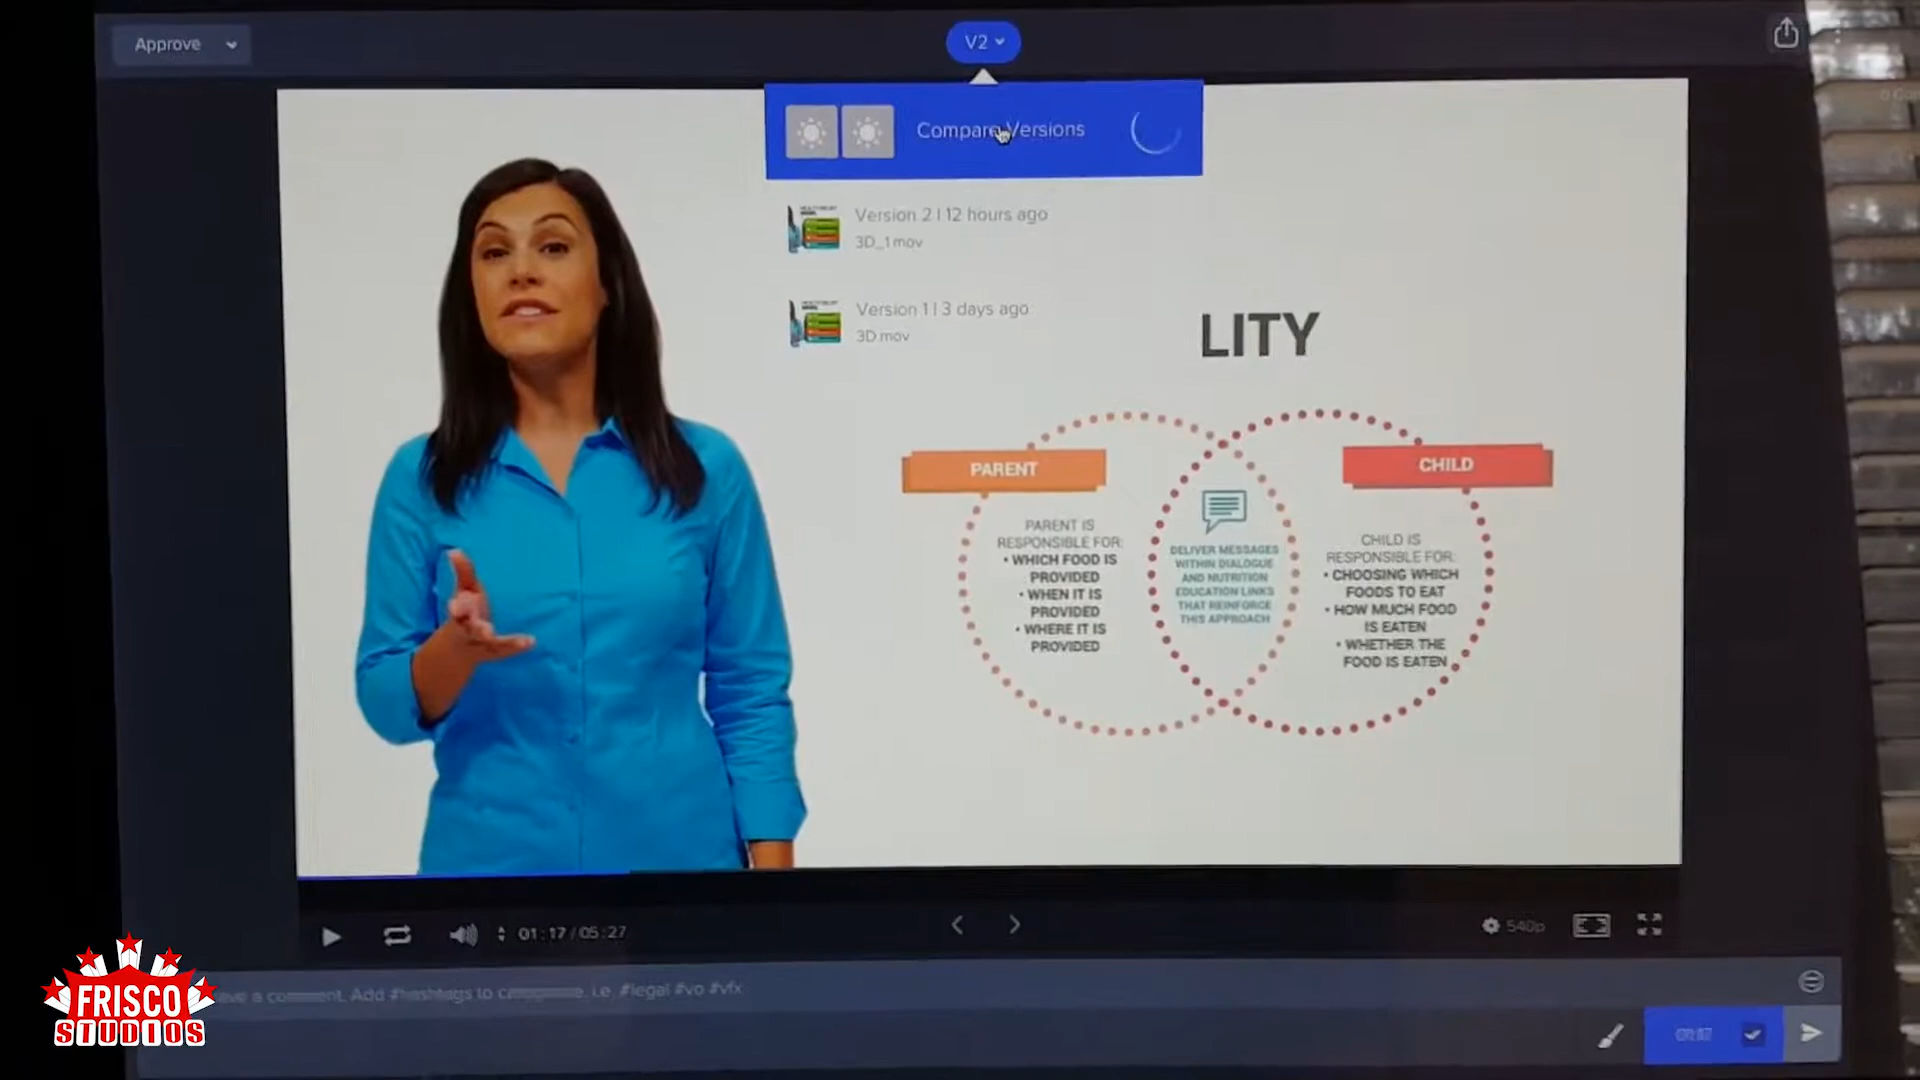 Approve
V2
Compare Versions
Version 2 | 12 hours ago
3D_1.mov
Version 1 | 3 days ago
3D.mov
LITY
PARENT
CHILD
PARENT IS
RESPONSIBLE FOR:
• WHICH FOOD IS
PROVIDED
• WHEN IT IS
PROVIDED
• WHERE IT IS
PROVIDED
DELIVER MESSAGES
WITHIN DIALOGUE
AND NUTRITION
EDUCATION LINKS
THAT REINFORCE
THIS APPROACH
CHILD IS
RESPONSIBLE FOR:
• CHOOSING WHICH
FOODS TO EAT
• HOW MUCH FOOD
IS EATEN
• WHETHER THE
FOOD IS EATEN
01:17 / 05:27
540p
a comment. Add #hashtags to i.e. #legal #vo #vfx
FRISCO
STUDIOS